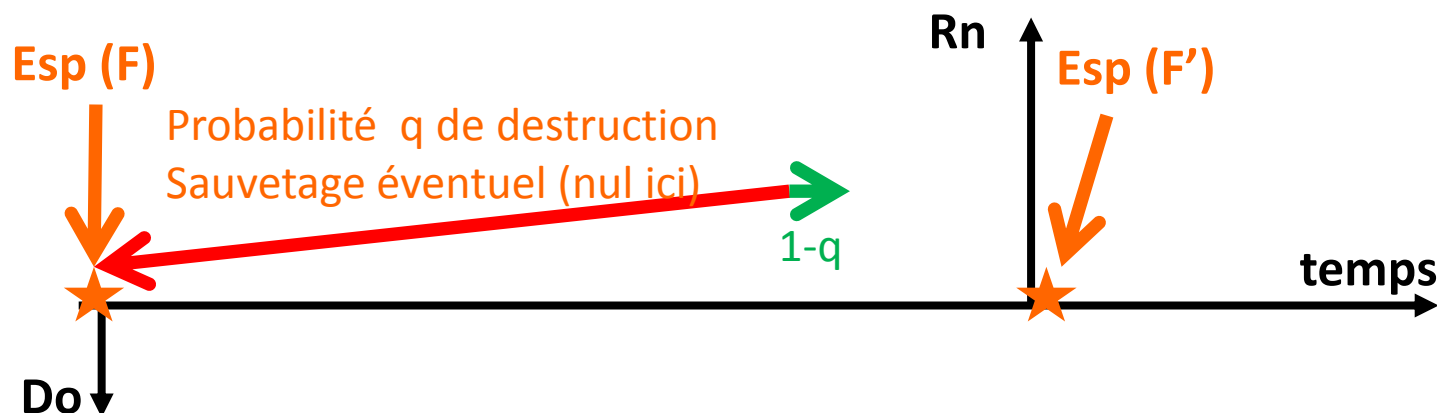 Rn
Esp (F)
Esp (F’)
Probabilité q de destruction
Sauvetage éventuel (nul ici)
1-q
temps
Do